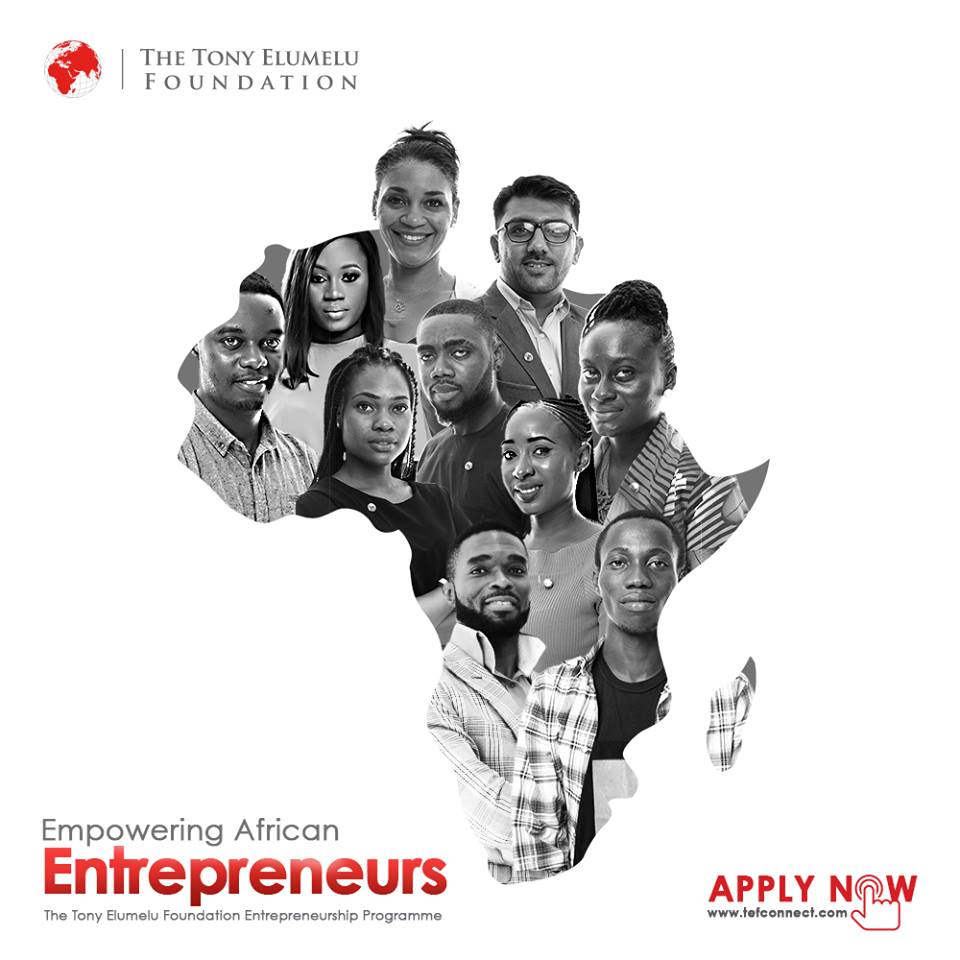 THE TONY ELUMELU
FOUNDATION
Empowering African
Entrepreneurs
The Tony Elumelu Foundation Entrepreneurship Programme
APPLY NOW
www.tefconnect.com